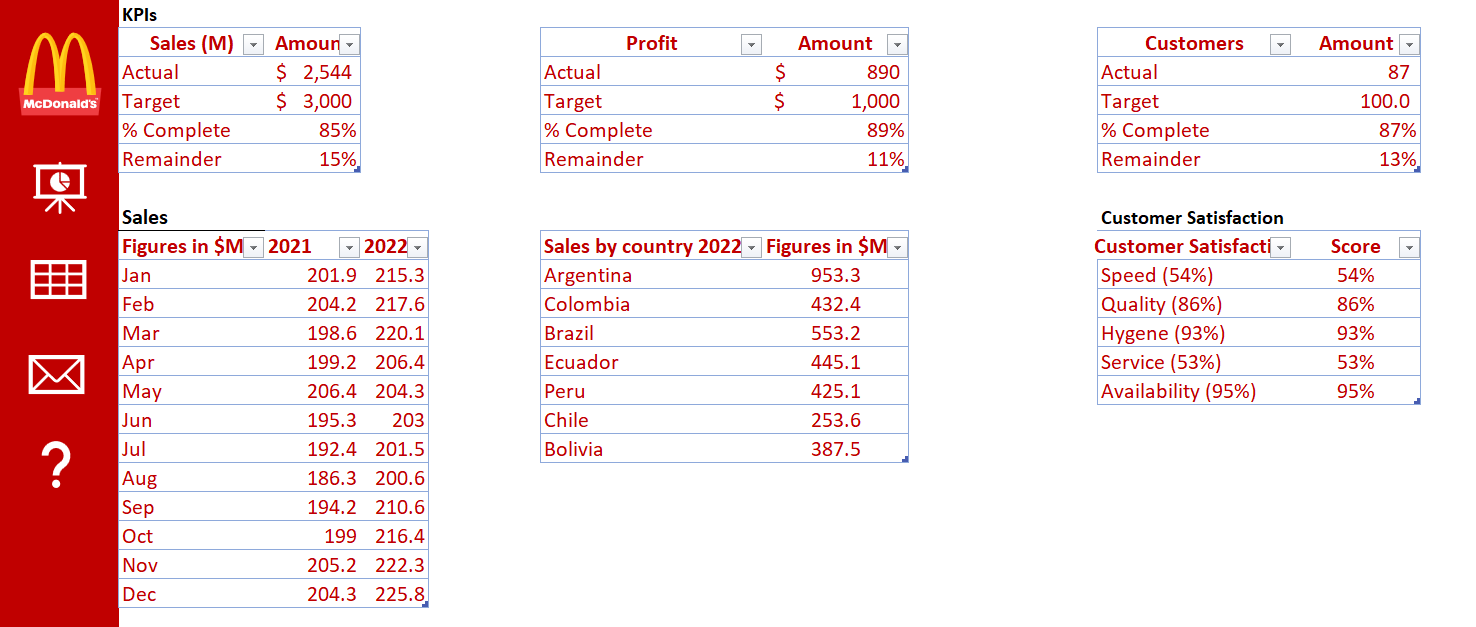 KPIs
Sales (M) Amoun
Actual $ 2,544
Target $ 3,000
% Complete 85%
Remainder 15%
Profit Amount
Actual $ 890
Target $ 1,000
% Complete 89%
Remainder 11%
Customers Amount
Actual 87
Target 100.0
% Complete 87%
Remainder 13%
McDonald's
Sales
Figures in $M 2021 2022
Jan 201.9 215.3
Feb 204.2 217.6
Mar 198.6 220.1
Apr 199.2 206.4
May 206.4 204.3
Jun 195.3 203
Jul 192.4 201.5
Aug 186.3 200.6
Sep 194.2 210.6
Oct 199 216.4
Nov 205.2 222.3
Dec 204.3 225.8
Sales by country 2022 Figures in $M
Argentina 953.3
Colombia 432.4
Brazil 553.2
Ecuador 445.1
Peru 425.1
Chile 253.6
Bolivia 387.5
Customer Satisfaction
Customer Satisfacti Score
Speed (54%) 54%
Quality (86%) 86%
Hygene (93%) 93%
Service (53%) 53%
Availability (95%) 95%
?